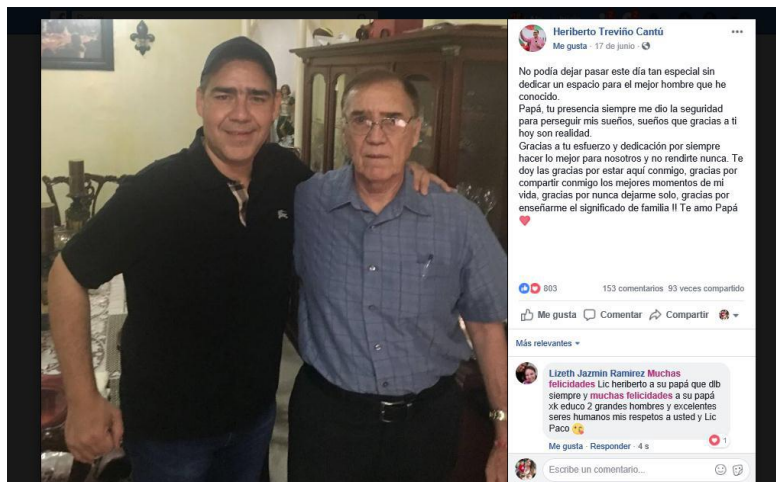 Heriberto Treviño Cantú
Me gusta · 17 de junio ·
No podía dejar pasar este día tan especial sin
dedicar un espacio para el mejor hombre que he
conocido.
Papá, tu presencia siempre me dio la seguridad
para perseguir mis sueños, sueños que gracias a ti
hoy son realidad.
Gracias a tu esfuerzo y dedicación por siempre
hacer lo mejor para nosotros y no rendirte nunca. Te
doy las gracias por estar aquí conmigo, gracias por
compartir conmigo los mejores momentos de mi
vida, gracias por nunca dejarme solo, gracias por
enseñarme el significado de familia !! Te amo Papá
803 153 comentarios 93 veces compartido
Me gusta Comentar Compartir
Más relevantes
Lizeth Jazmin Ramirez Muchas
felicidades Lic heriberto a su papá que dlb
siempre y muchas felicidades a su papá
xk educo 2 grandes hombres y excelentes
seres humanos mis respetos a usted y Lic
Paco
1
Me gusta · Responder · 4 s
Escribe un comentario...